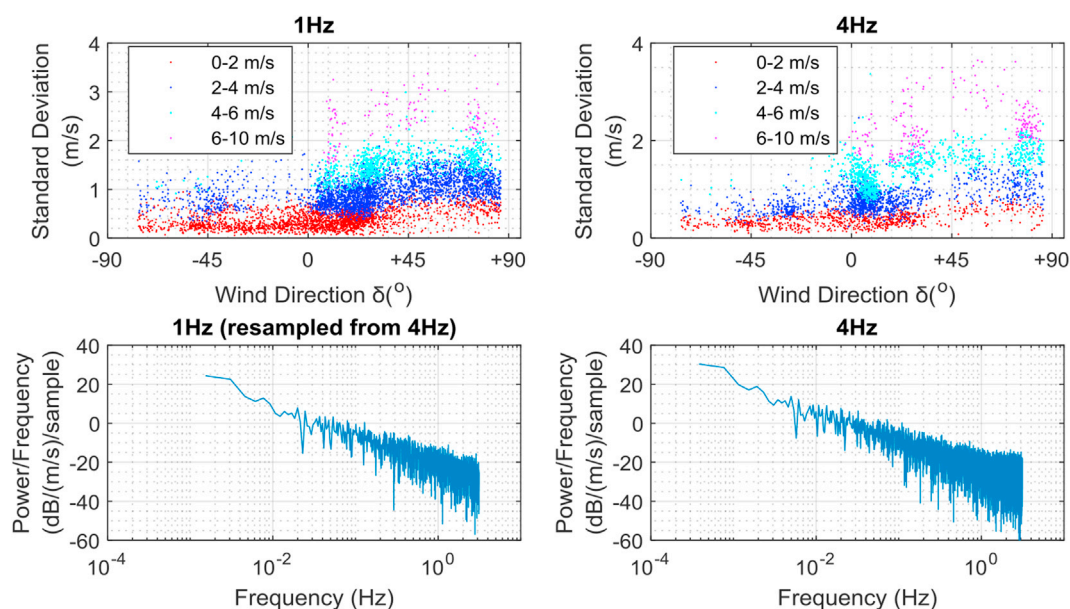 1Hz
4
3
2
1
0
Standard Deviation
(m/s)
0-2 m/s
2-4 m/s
4-6 m/s
6-10 m/s
-90
-45
0
+45
+90
Wind Direction δ(°)
4Hz
4
3
2
1
0
Standard Deviation
(m/s)
0-2 m/s
2-4 m/s
4-6 m/s
6-10 m/s
-90
-45
0
+45
+90
Wind Direction δ(°)
1Hz (resampled from 4Hz)
40
20
0
-20
-40
-60
Power/Frequency
(dB/(m/s)/sample)
10⁻⁴
10⁻²
10⁰
Frequency (Hz)
4Hz
40
20
0
-20
-40
-60
Power/Frequency
(dB/(m/s)/sample)
10⁻⁴
10⁻²
10⁰
Frequency (Hz)